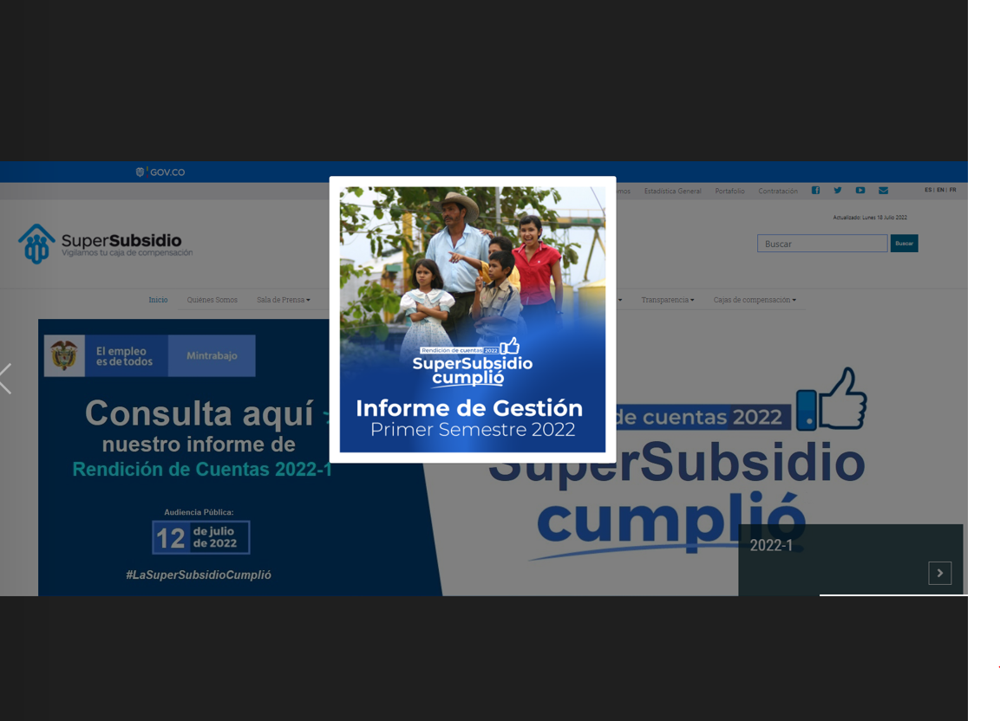 GOV.CO
Estadística General
Portafolio
Contratación
ES | EN | FR
Actualizado: Lunes 18 Julio 2022
SuperSubsidio
Vigilamos tu caja de compensación
Buscar
Buscar
Inicio
Quiénes Somos
Sala de Prensa
Transparencia
Cajas de compensación
El empleo
es de todos
Mintrabajo
Consulta aquí
nuestro informe de
Rendición de Cuentas 2022-1
Audiencia Pública:
12
de julio
de 2022
#LaSuperSubsidioCumplió
Rendición de cuentas 2022
SuperSubsidio
cumplió
Informe de Gestión
Primer Semestre 2022
de cuentas 2022
SuperSubsidio
cumplió
2022-1